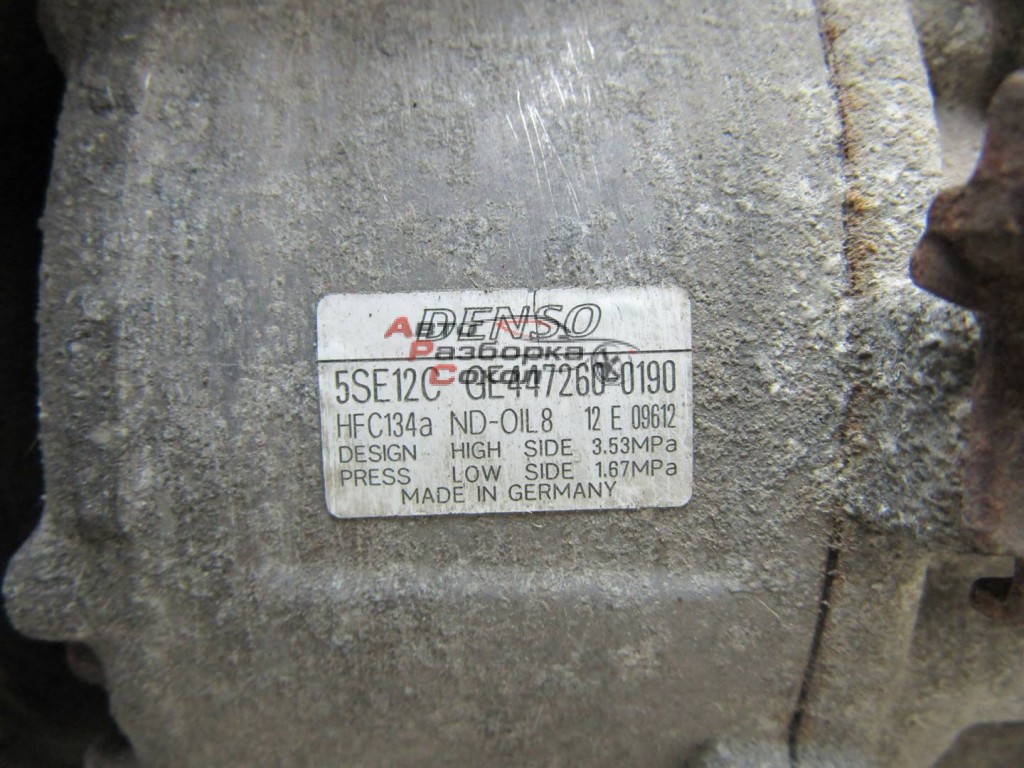 DENSO
Авто
Разборка
Сокол
5SE12C GE447260-0190
HFC134a ND-OIL8 12 E 09612
DESIGN HIGH SIDE 3.53MPa
PRESS LOW SIDE 1.67MPa
MADE IN GERMANY